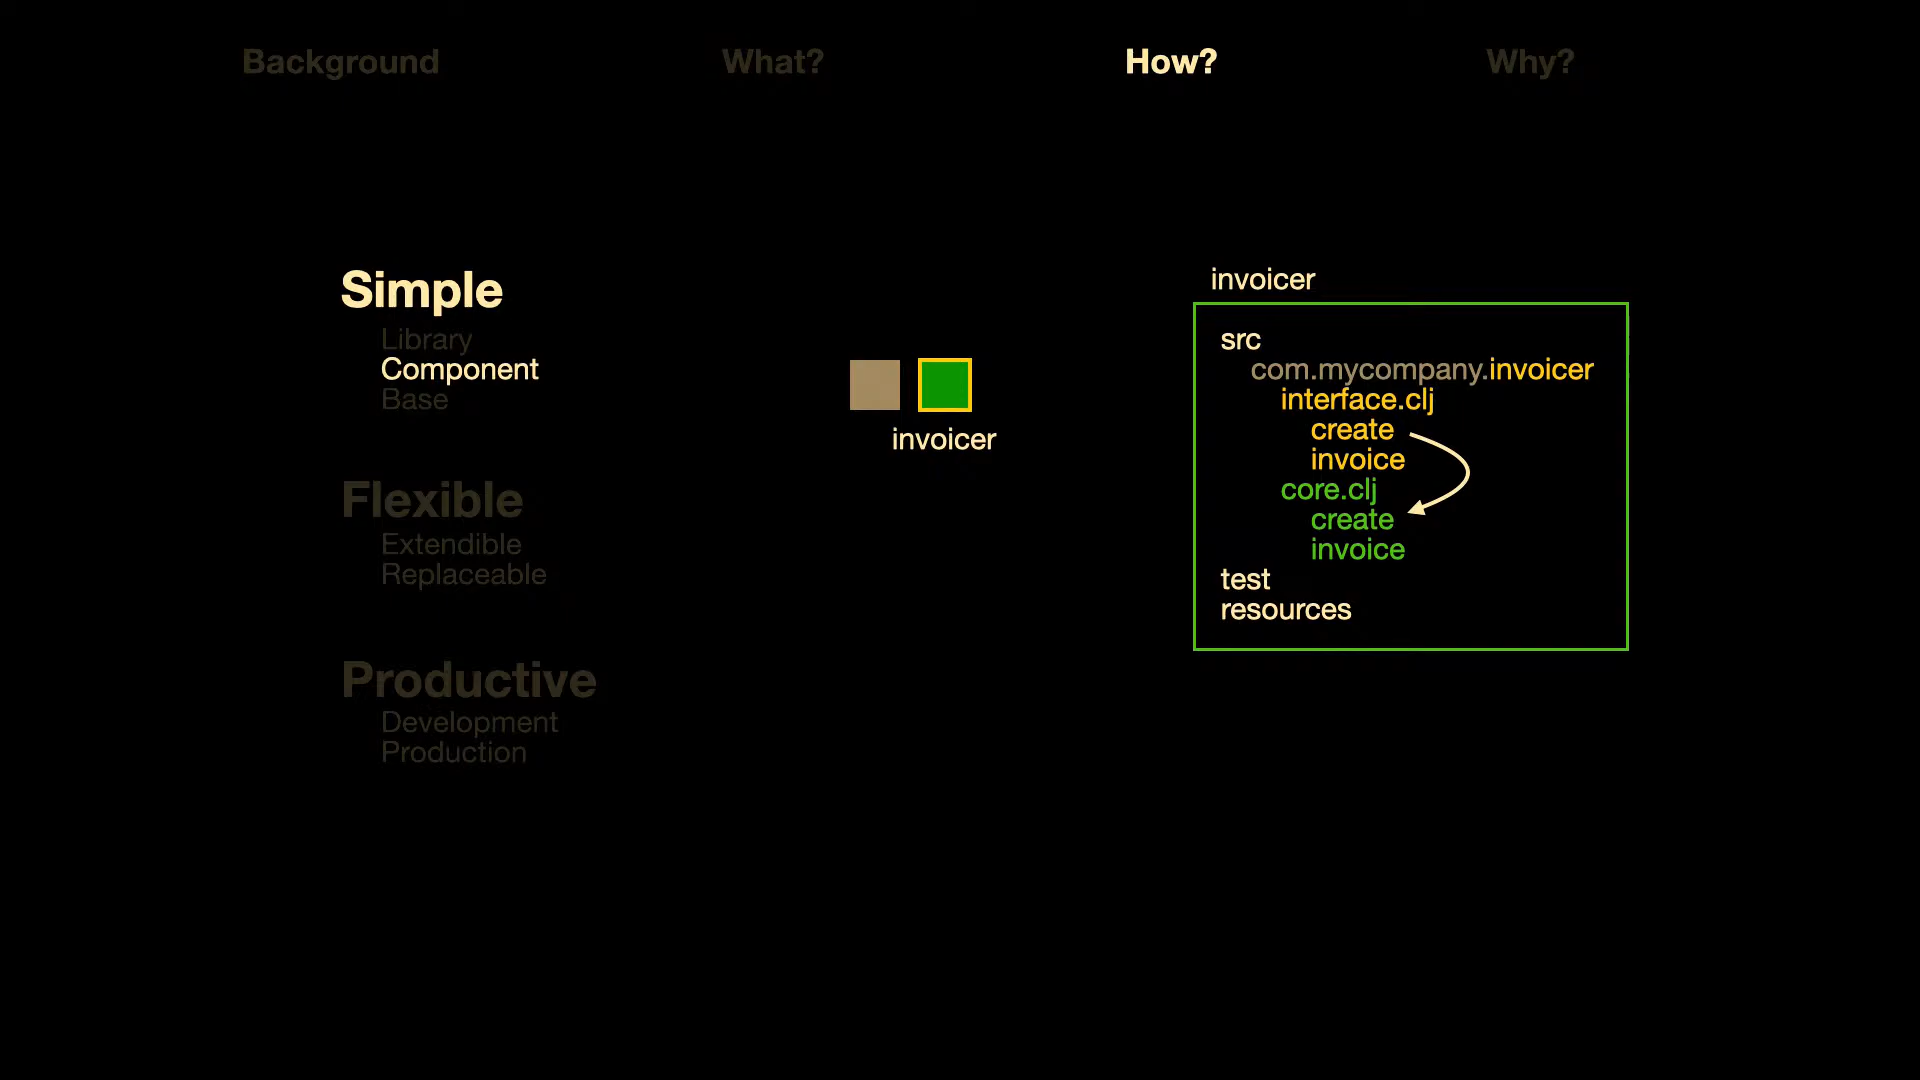 Background
What?
How?
Why?
Simple
Library
Component
Base
Flexible
Extendible
Replaceable
Productive
Development
Production
invoicer
invoicer
src
com.mycompany.invoicer
interface.clj
create
invoice
core.clj
create
invoice
test
resources